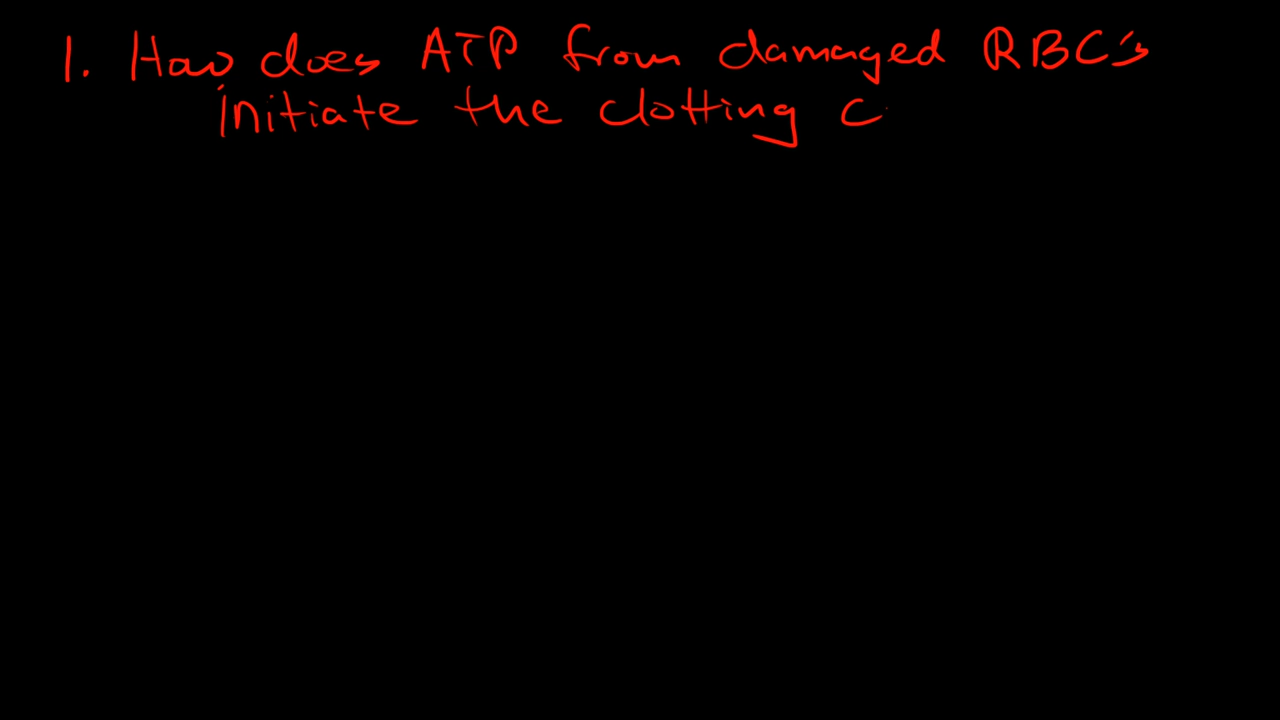 1. How does ATP from damaged RBC's
initiate the clotting c